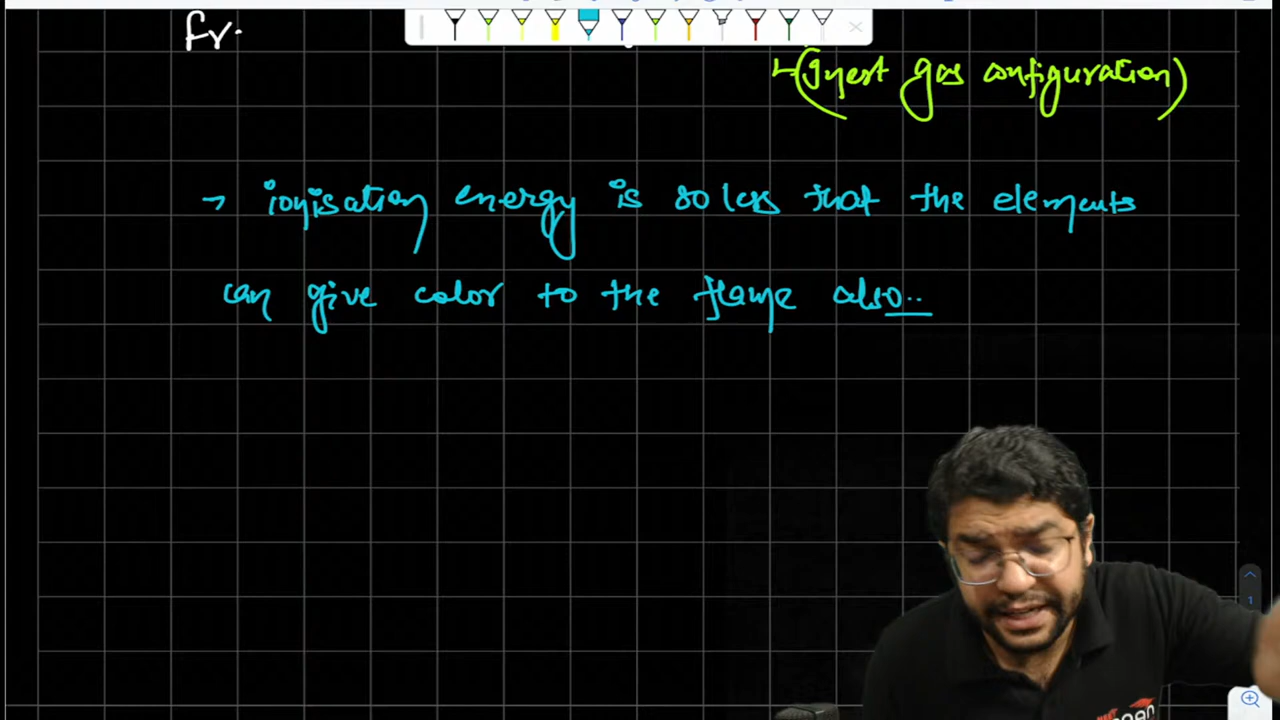 Fr.
(Inert gas configuration)
→ ionisation energy is so less that the elements
can give color to the flame also..
1